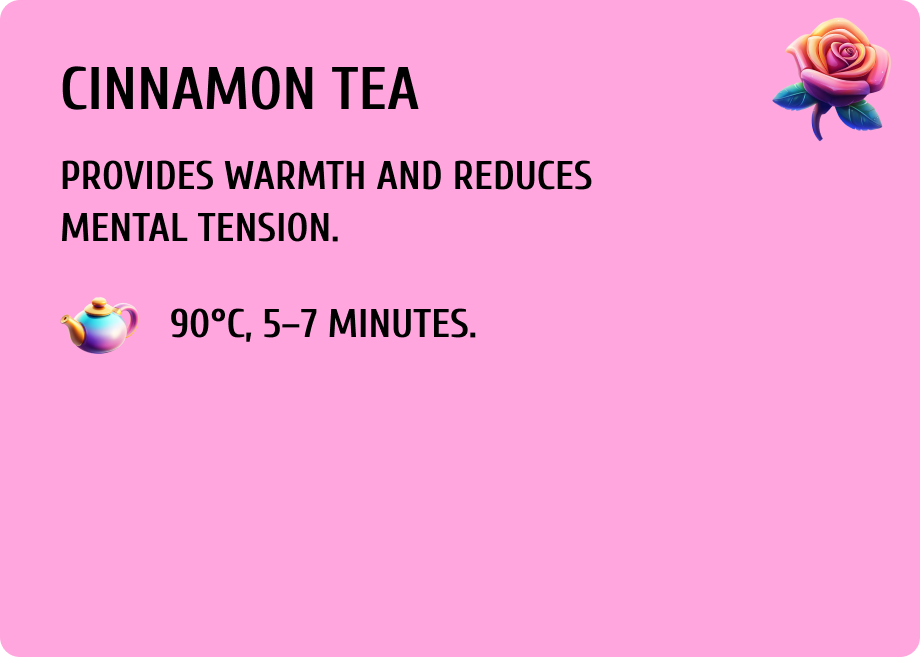 CINNAMON TEA
PROVIDES WARMTH AND REDUCES
MENTAL TENSION.
90°C, 5–7 MINUTES.